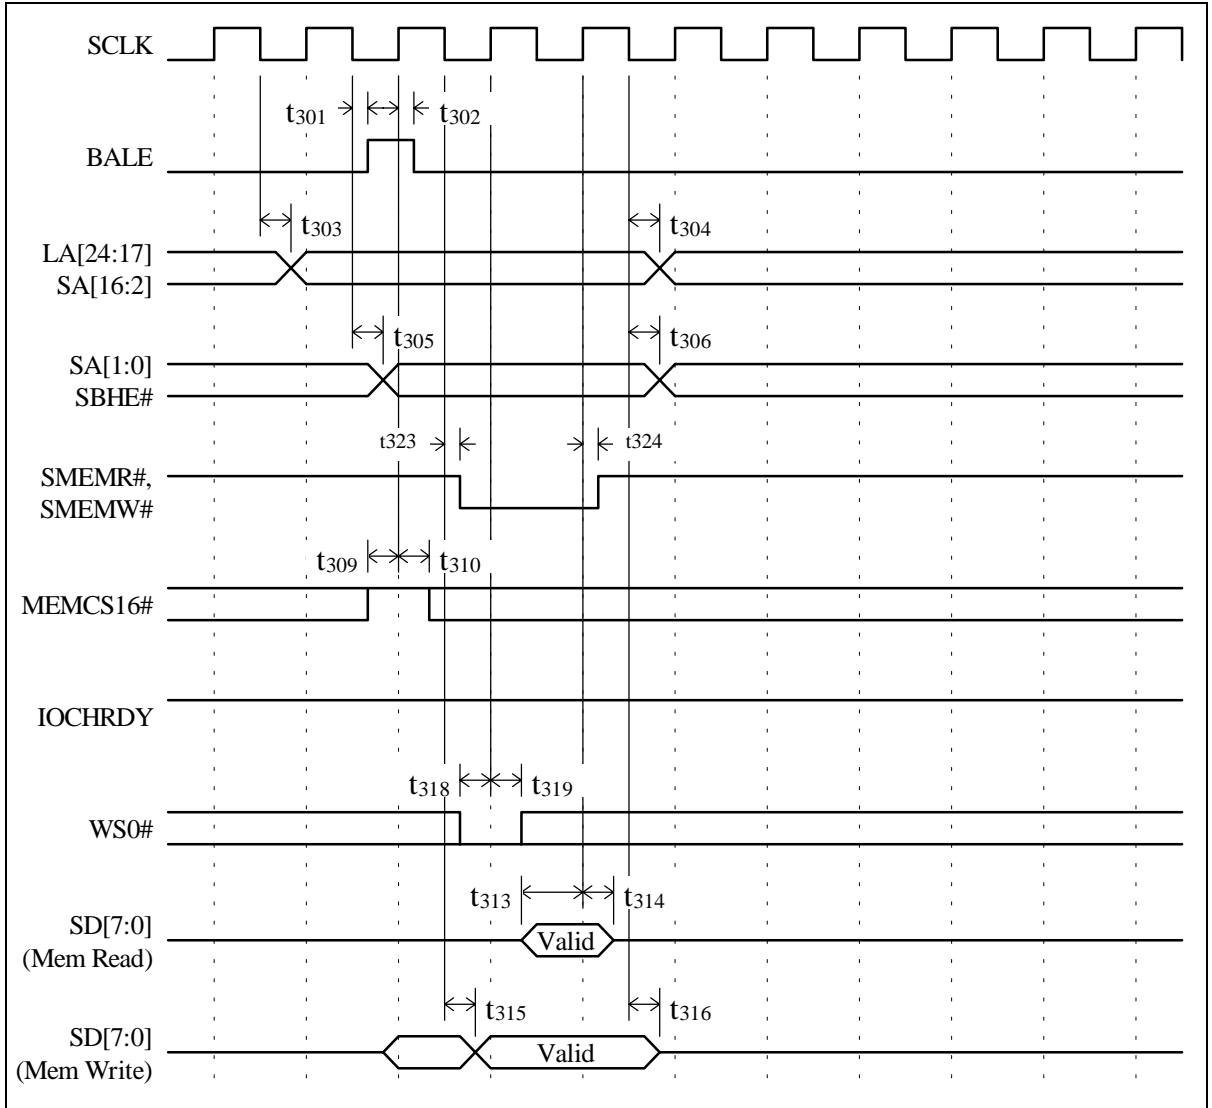 SCLK
t301 t302
BALE
t303 t304
LA[24:17]
SA[16:2]
t305 t306
SA[1:0]
SBHE#
t323 t324
SMEMR#,
SMEMW#
t309 t310
MEMCS16#
IOCHRDY
t318 t319
WS0#
t313 t314
SD[7:0]
(Mem Read)
Valid
t315 t316
SD[7:0]
(Mem Write)
Valid